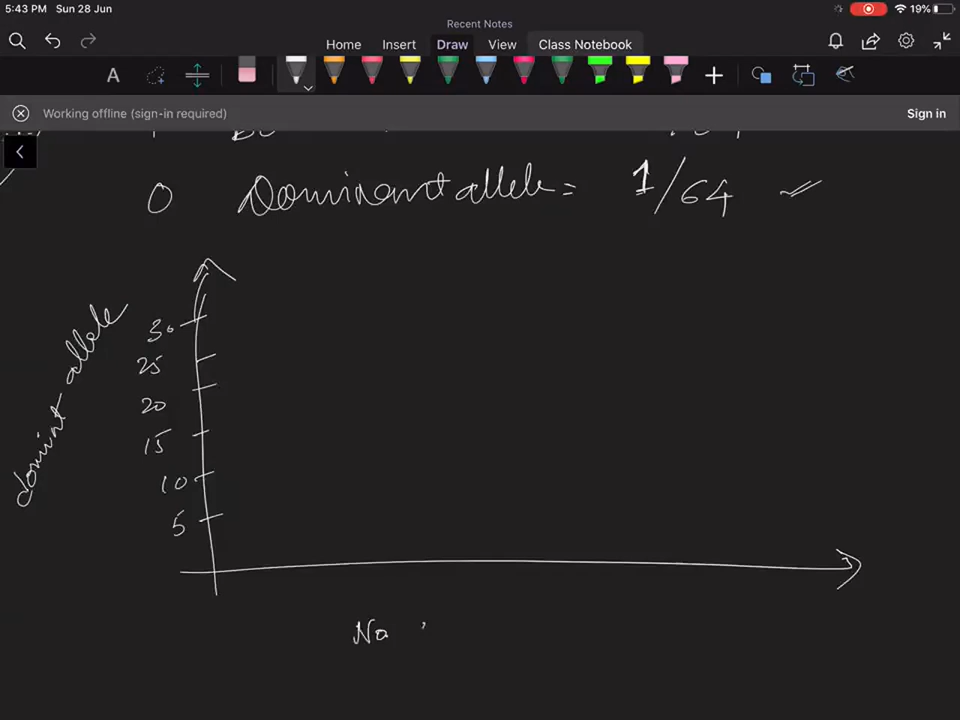 5:43 PM Sun 28 Jun
19%
Recent Notes
Home Insert Draw View Class Notebook
A
Working offline (sign-in required)
Sign in
0 Dominant allele = 1/64
domint allele
30
25
20
15
10
5
No